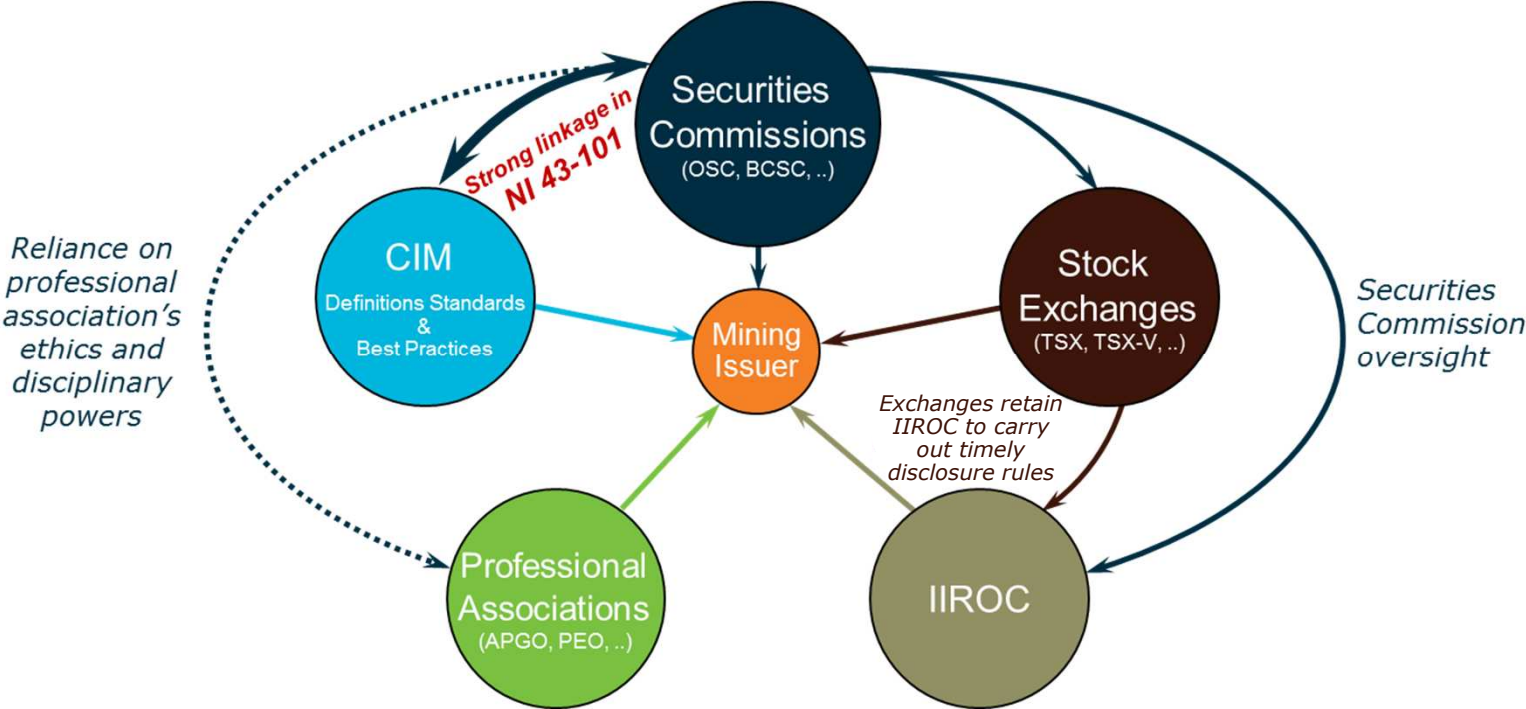 Securities
Commissions
(OSC, BCSC, ..)
Strong linkage in
NI 43-101
CIM
Definitions Standards
&
Best Practices
Stock
Exchanges
(TSX, TSX-V, ..)
Mining
Issuer
Reliance on
professional
association’s
ethics and
disciplinary
powers
Securities
Commission
oversight
Exchanges retain
IIROC to carry
out timely
disclosure rules
Professional
Associations
(APGO, PEO, ..)
IIROC